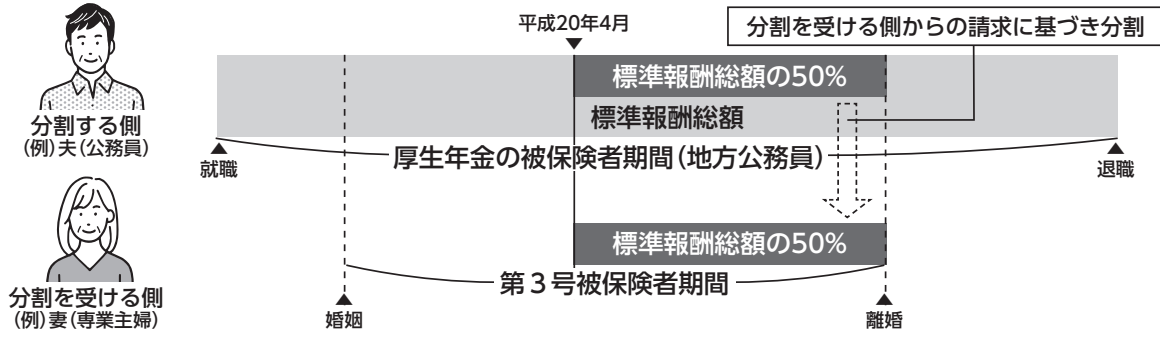 平成20年4月
分割を受ける側からの請求に基づき分割
標準報酬総額の50%
標準報酬総額
分割する側
(例)夫(公務員)
厚生年金の被保険者期間(地方公務員)
就職
退職
標準報酬総額の50%
第3号被保険者期間
分割を受ける側
(例)妻(専業主婦)
婚姻
離婚